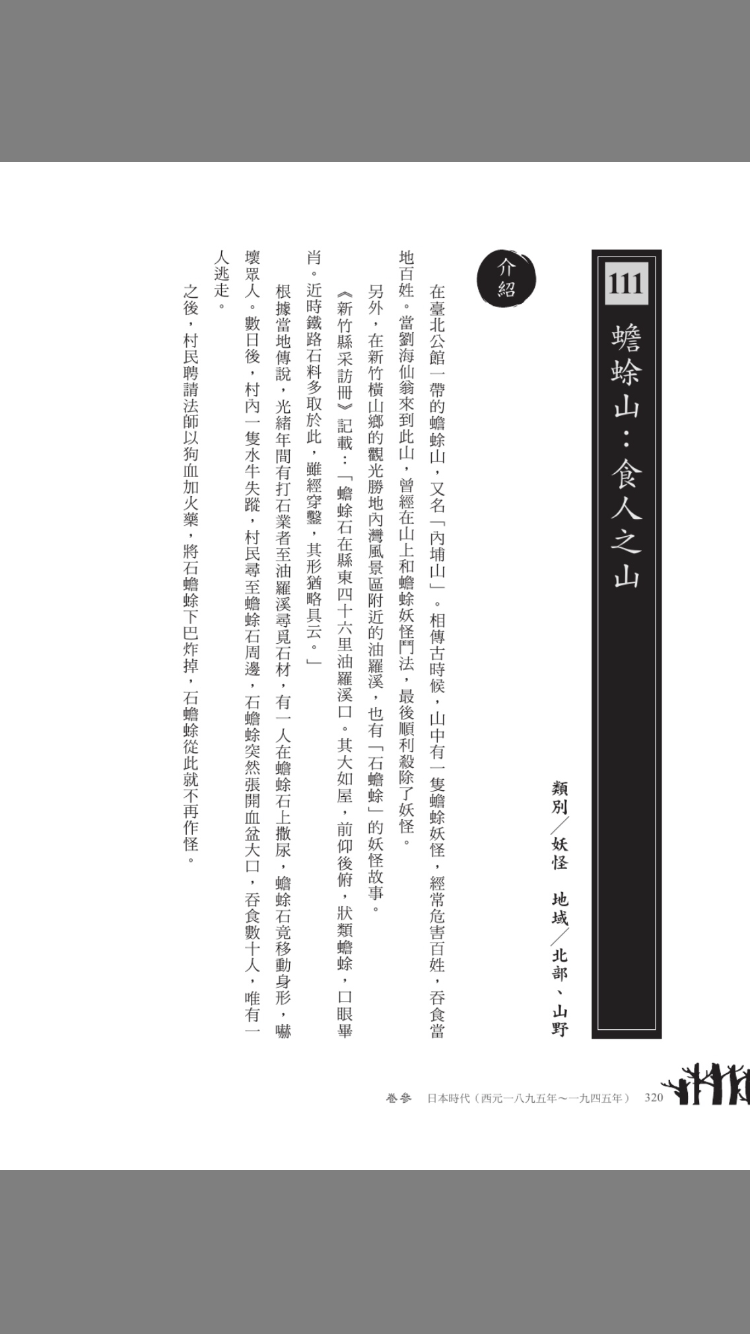 111
蟾蜍山：食人之山
類別／妖怪　地域／北部、山野
介紹
在臺北公館一帶的蟾蜍山，又名「內埔山」。相傳古時候，山中有一隻蟾蜍妖怪，經常危害百姓，吞食當
地百姓。當劉海仙翁來到此山，曾經在山上和蟾蜍妖怪鬥法，最後順利殺除了妖怪。
另外，在新竹橫山鄉的觀光勝地內灣風景區附近的油羅溪，也有「石蟾蜍」的妖怪故事。
《新竹縣采訪冊》記載：「蟾蜍石在縣東四十六里油羅溪口。其大如屋，前仰後俯，狀類蟾蜍，口眼畢
肖。近時鐵路石料多取於此，雖經穿鑿，其形猶略具云。」
根據當地傳說，光緒年間有打石業者至油羅溪尋覓石材，有一人在蟾蜍石上撒尿，蟾蜍石竟移動身形，嚇
壞眾人。數日後，村內一隻水牛失蹤，村民尋至蟾蜍石周邊，石蟾蜍突然張開血盆大口，吞食數十人，唯有一
人逃走。
之後，村民聘請法師以狗血加火藥，將石蟾蜍下巴炸掉，石蟾蜍從此就不再作怪。
卷參　日本時代（西元一八九五年～一九四五年）　320